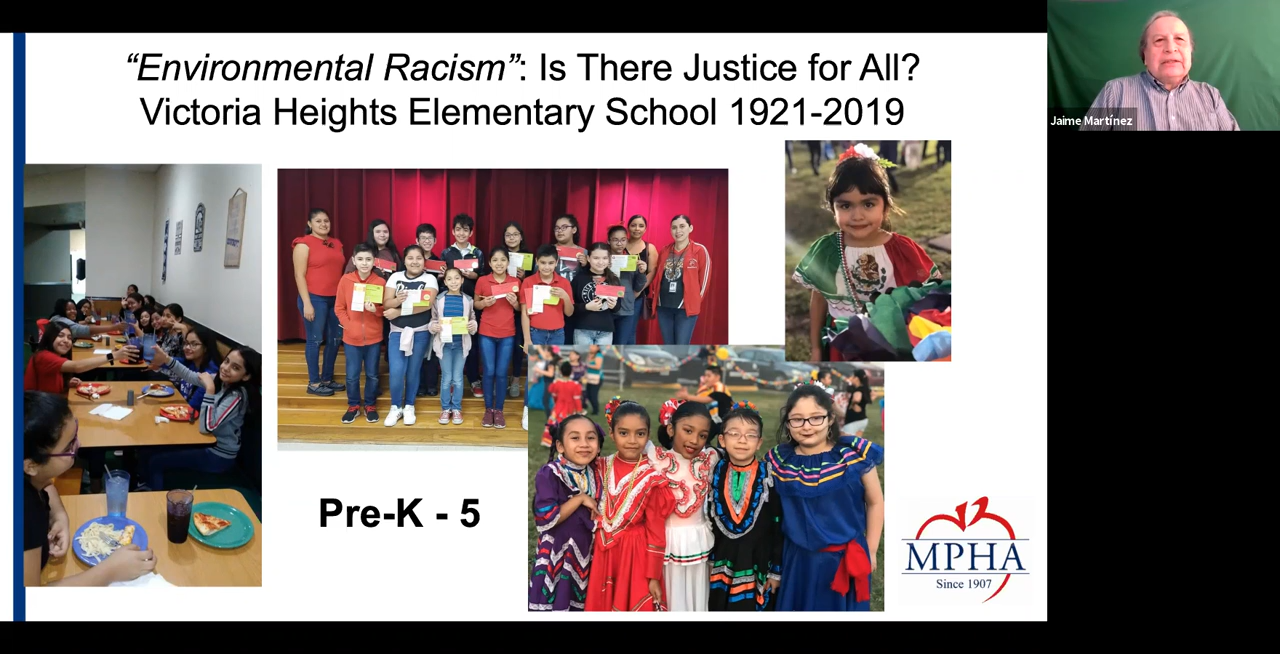 “Environmental Racism”: Is There Justice for All?
Victoria Heights Elementary School 1921-2019
Jaime Martínez
Pre-K - 5
MPHA
Since 1907